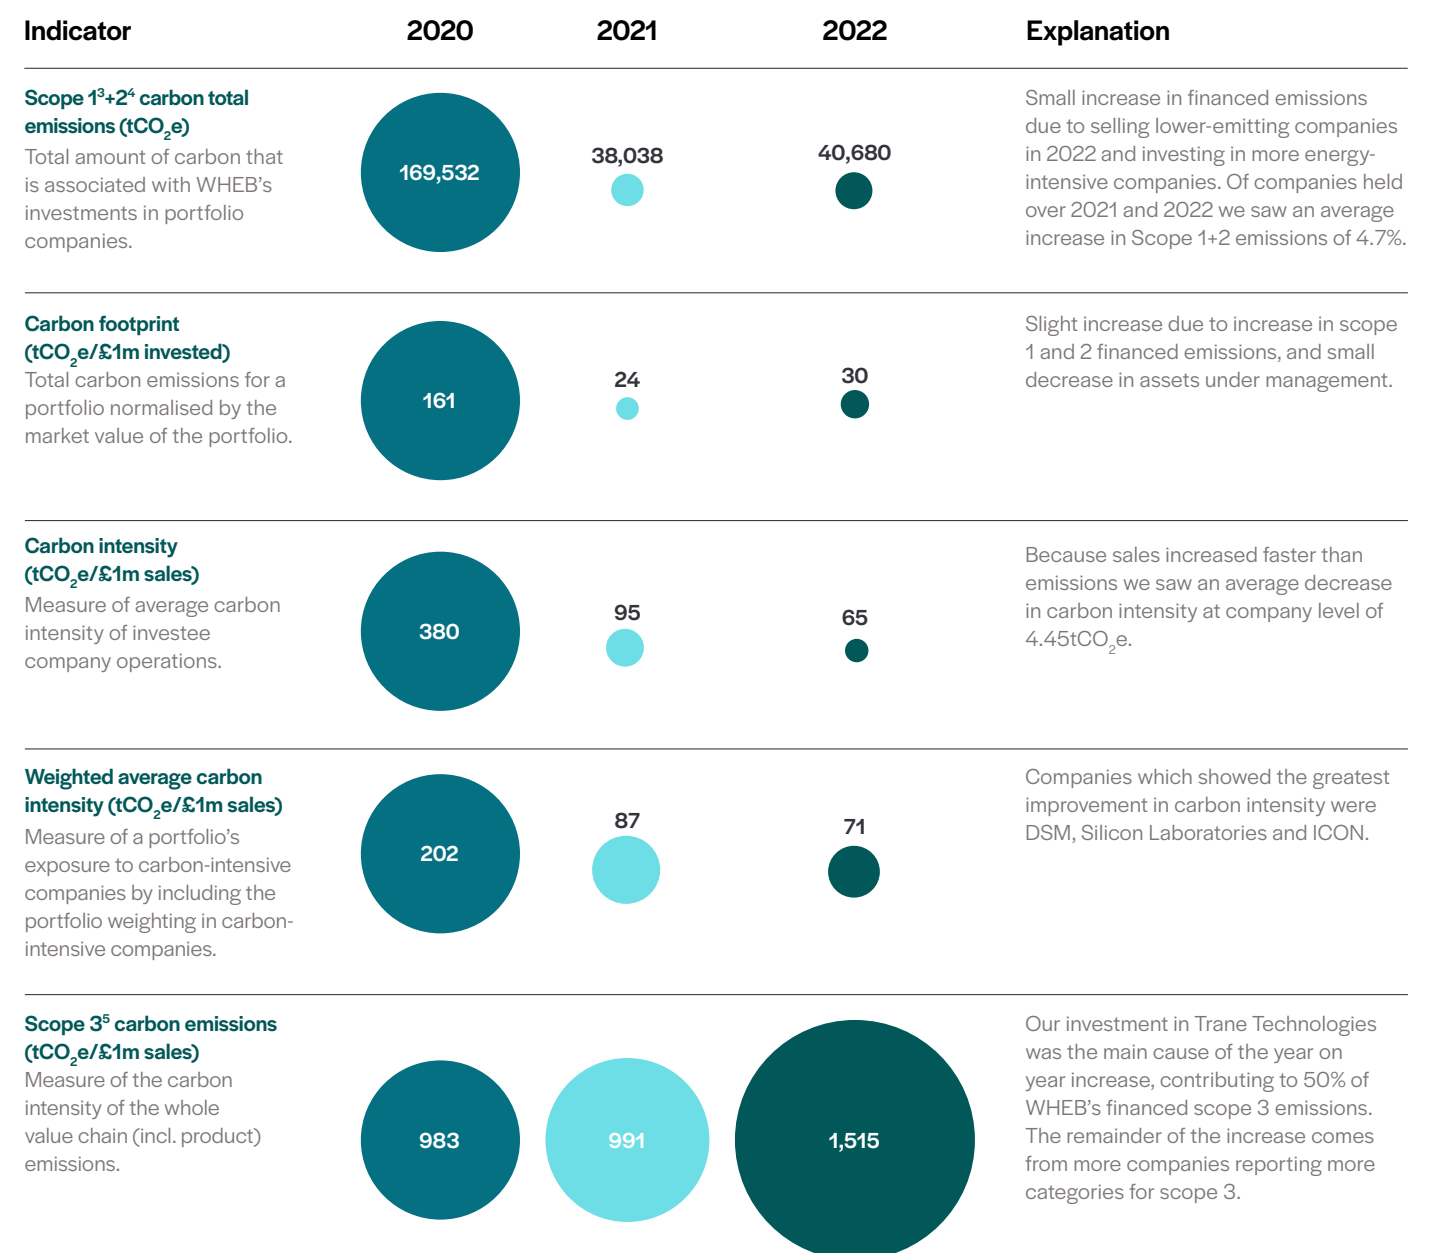 Indicator 2020 2021 2022 Explanation
Scope 1³+2⁴ carbon total
emissions (tCO₂e)
Total amount of carbon that
is associated with WHEB's
investments in portfolio
companies.
169,532
38,038
40,680
Small increase in financed emissions
due to selling lower-emitting companies
in 2022 and investing in more energy-
intensive companies. Of companies held
over 2021 and 2022 we saw an average
increase in Scope 1+2 emissions of 4.7%.
Carbon footprint
(tCO₂e/£1m invested)
Total carbon emissions for a
portfolio normalised by the
market value of the portfolio.
161
24
30
Slight increase due to increase in scope
1 and 2 financed emissions, and small
decrease in assets under management.
Carbon intensity
(tCO₂e/£1m sales)
Measure of average carbon
intensity of investee
company operations.
380
95
65
Because sales increased faster than
emissions we saw an average decrease
in carbon intensity at company level of
4.45tCO₂e.
Weighted average carbon
intensity (tCO₂e/£1m sales)
Measure of a portfolio's
exposure to carbon-intensive
companies by including the
portfolio weighting in carbon-
intensive companies.
202
87
71
Companies which showed the greatest
improvement in carbon intensity were
DSM, Silicon Laboratories and ICON.
Scope 3⁵ carbon emissions
(tCO₂e/£1m sales)
Measure of the carbon
intensity of the whole
value chain (incl. product)
emissions.
983
991
1,515
Our investment in Trane Technologies
was the main cause of the year on
year increase, contributing to 50% of
WHEB's financed scope 3 emissions.
The remainder of the increase comes
from more companies reporting more
categories for scope 3.